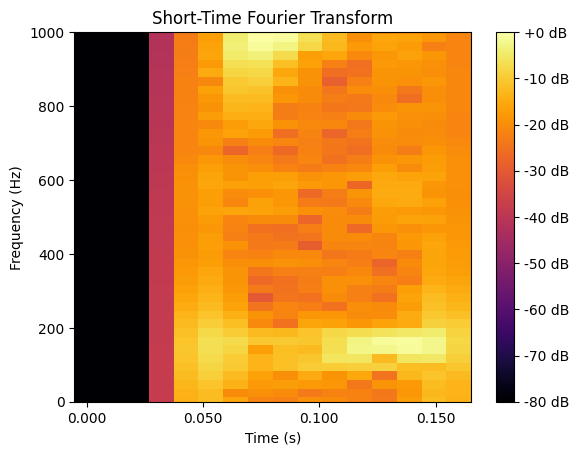 Short-Time Fourier Transform
1000
800
600
400
200
0
Frequency (Hz)
0.000
0.050
0.100
0.150
Time (s)
+0 dB
-10 dB
-20 dB
-30 dB
-40 dB
-50 dB
-60 dB
-70 dB
-80 dB